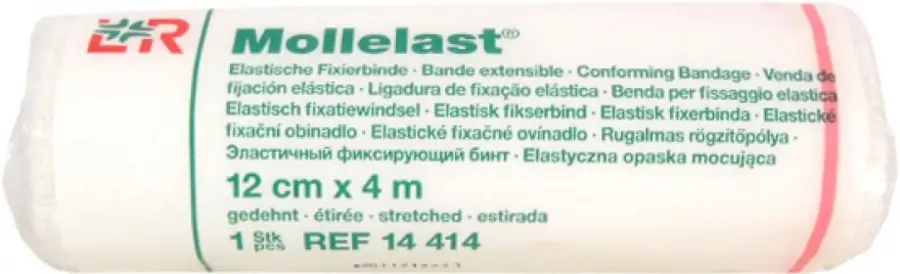 L&R
Mollelast®
Elastische Fixierbinde · Bande extensible · Conforming Bandage · Venda de
fijación elástica · Ligadura de fixação elástica · Benda per fissaggio elastica
Elastisch fixatiewindsel · Elastisk fikserbind · Elastisk fixerbinda · Elastické
fixační obinadlo · Elastické fixačné ovínadlo · Rugalmas rögzítőpólya ·
Эластичный фиксирующий бинт · Elastyczna opaska mocująca
12 cm x 4 m
gedehnt · étirée · stretched · estirada
1 Stk pcs REF 14 414